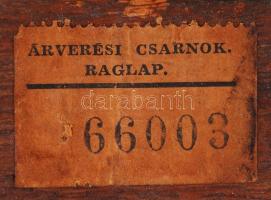 ÁRVERÉSI CSARNOK.
RAGLAP.
darabanth
66003